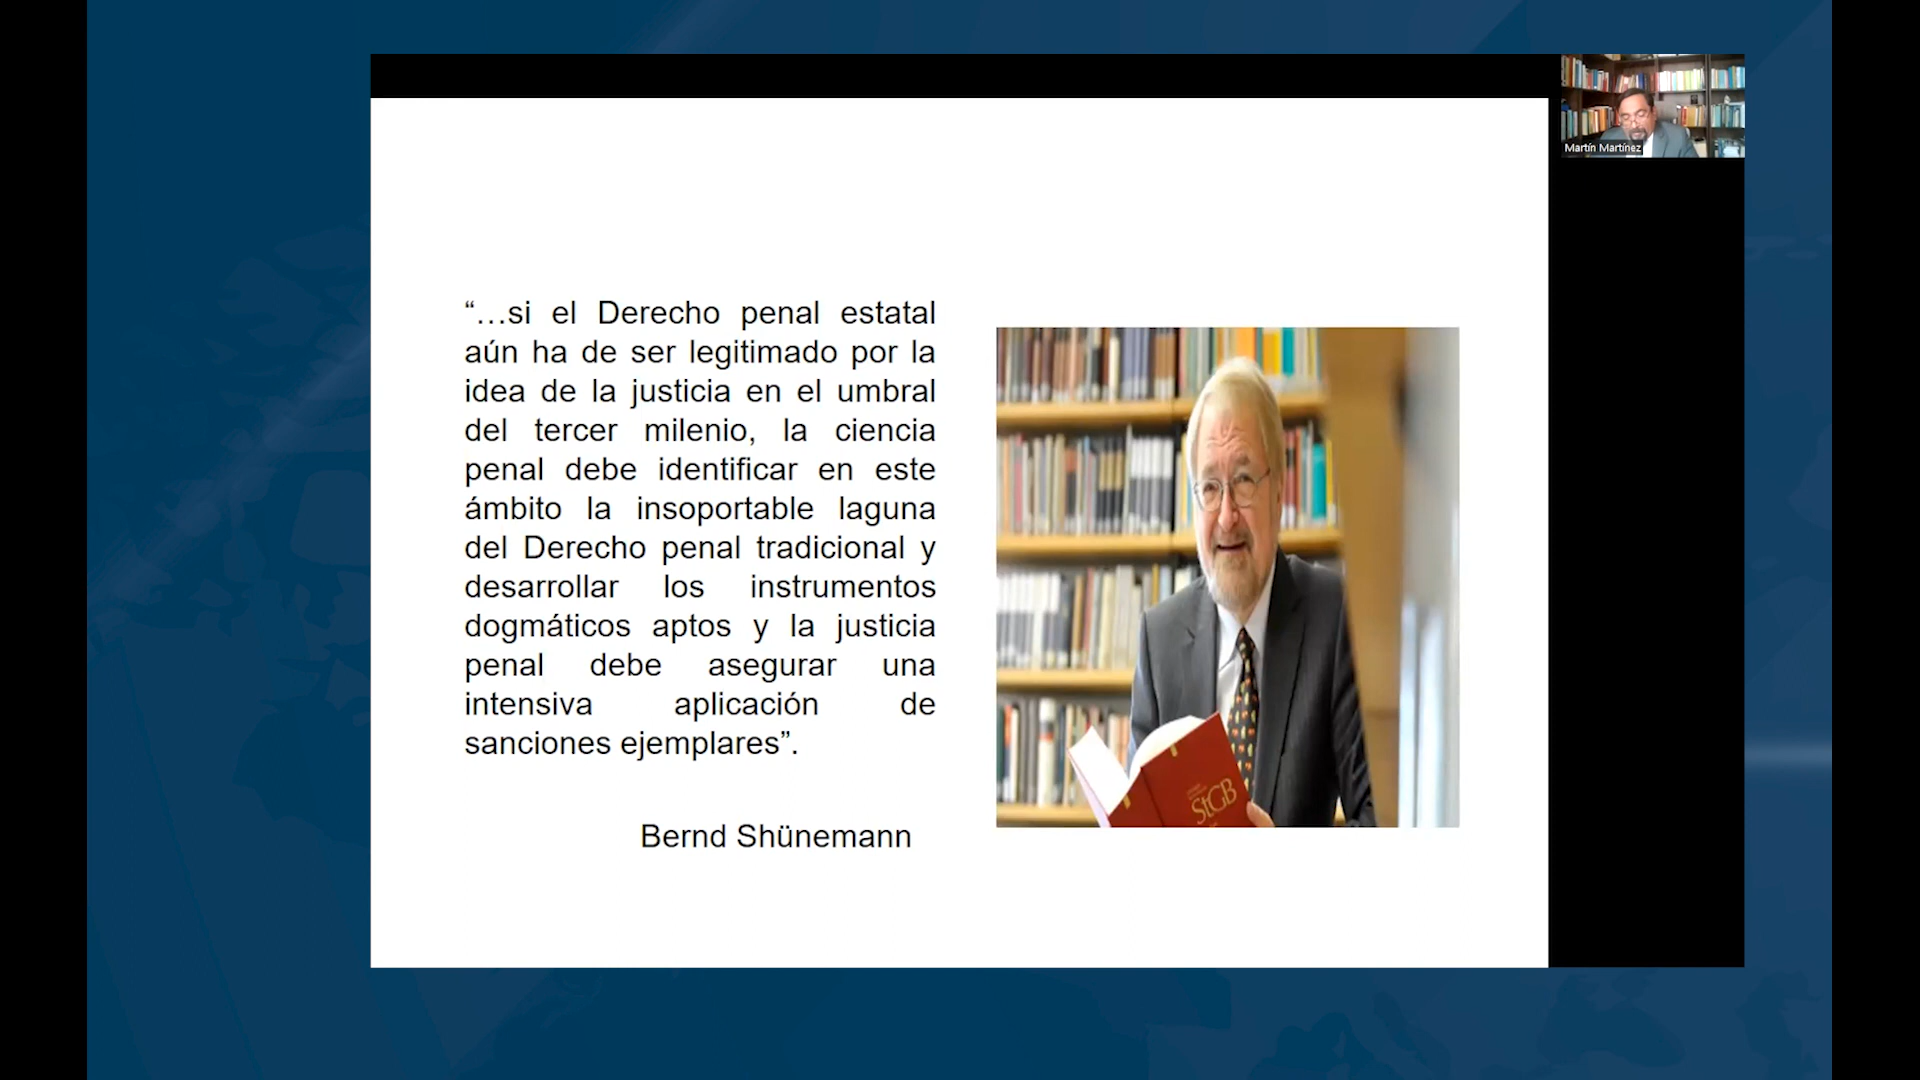 “…si el Derecho penal estatal
aún ha de ser legitimado por la
idea de la justicia en el umbral
del tercer milenio, la ciencia
penal debe identificar en este
ámbito la insoportable laguna
del Derecho penal tradicional y
desarrollar los instrumentos
dogmáticos aptos y la justicia
penal debe asegurar una
intensiva aplicación de
sanciones ejemplares”.
Bernd Shünemann
StGB
Martín Martínez